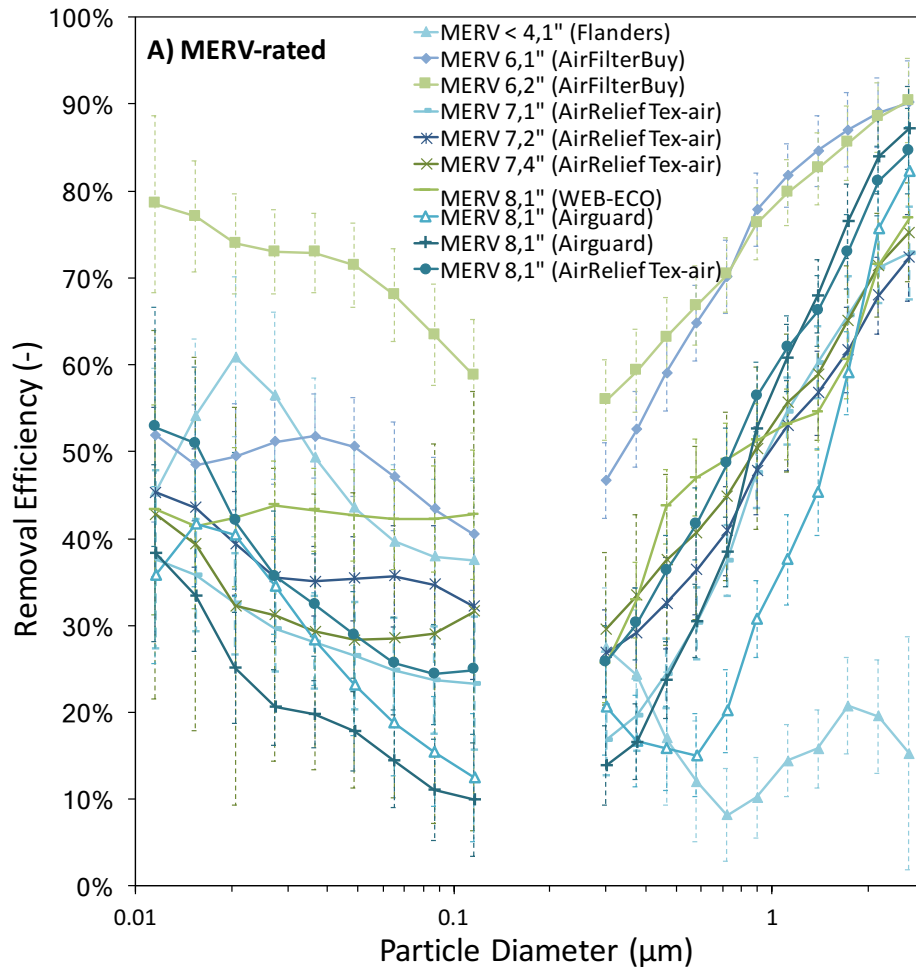 100%
A) MERV-rated
MERV < 4,1" (Flanders)
MERV 6,1" (AirFilterBuy)
MERV 6,2" (AirFilterBuy)
MERV 7,1" (AirRelief Tex-air)
MERV 7,2" (AirRelief Tex-air)
MERV 7,4" (AirRelief Tex-air)
MERV 8,1" (WEB-ECO)
MERV 8,1" (Airguard)
MERV 8,1" (Airguard)
MERV 8,1" (AirRelief Tex-air)
90%
80%
70%
60%
50%
40%
30%
20%
10%
0%
Removal Efficiency (-)
0.01
0.1
1
Particle Diameter (µm)